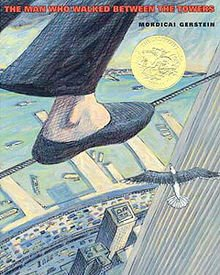 THE MAN WHO WALKED BETWEEN THE TOWERS
MORDICAI GERSTEIN